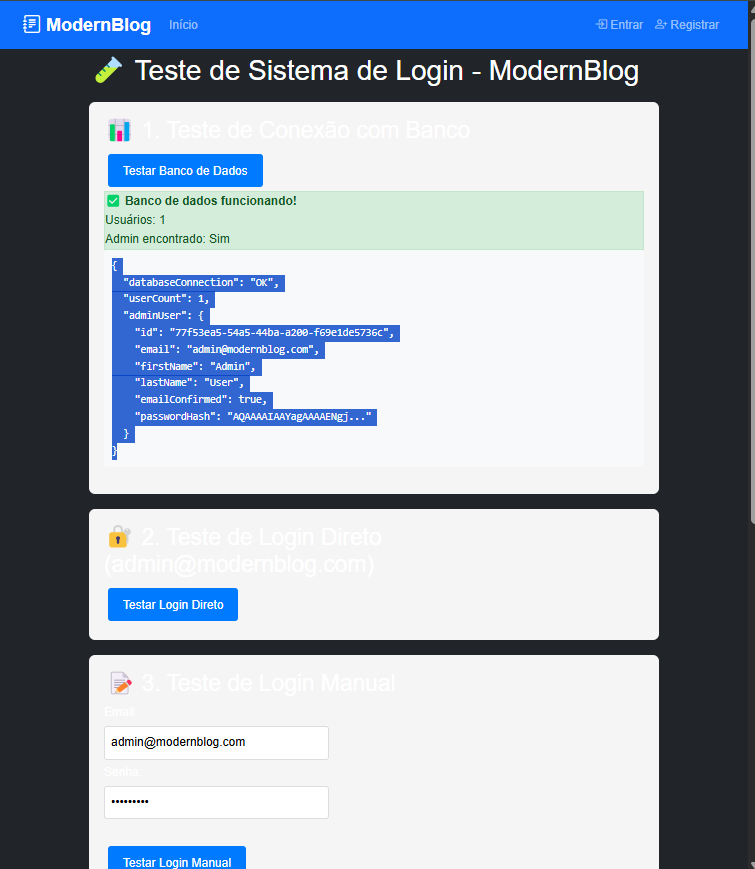 ModernBlog Início Entrar Registrar
Teste de Sistema de Login - ModernBlog
1. Teste de Conexão com Banco
Testar Banco de Dados
Banco de dados funcionando!
Usuários: 1
Admin encontrado: Sim
{
"databaseConnection": "OK",
"userCount": 1,
"adminUser": {
"id": "77f53ea5-54a5-44ba-a200-f69e1de5736c",
"email": "admin@modernblog.com",
"firstName": "Admin",
"lastName": "User",
"emailConfirmed": true,
"passwordHash": "AQAAAAIAAYagAAAAENgj..."
}
}
2. Teste de Login Direto
(admin@modernblog.com)
Testar Login Direto
3. Teste de Login Manual
Email:
admin@modernblog.com
Senha:
•••••••••
Testar Login Manual